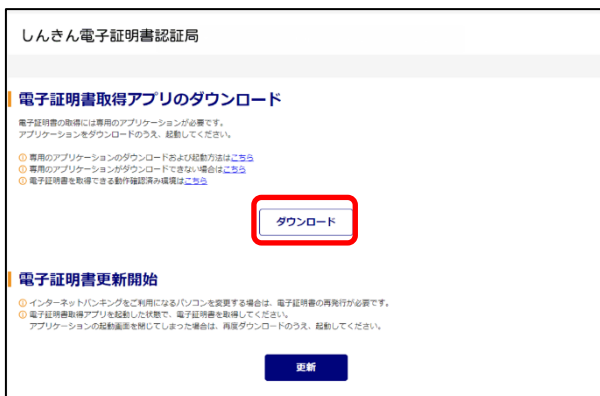 しんきん電子証明書認証局
電子証明書取得アプリのダウンロード
電子証明書の取得には専用のアプリケーションが必要です。
アプリケーションをダウンロードのうえ、起動してください。
専用のアプリケーションのダウンロードおよび起動方法はこちら
専用のアプリケーションがダウンロードできない場合はこちら
電子証明書を取得できる動作確認済み環境はこちら
ダウンロード
電子証明書更新開始
インターネットバンキングをご利用になるパソコンを変更する場合は、電子証明書の再発行が必要です。
電子証明書取得アプリを起動した状態で、電子証明書を取得してください。
アプリケーションの起動画面を閉じてしまった場合は、再度ダウンロードのうえ、起動してください。
更新